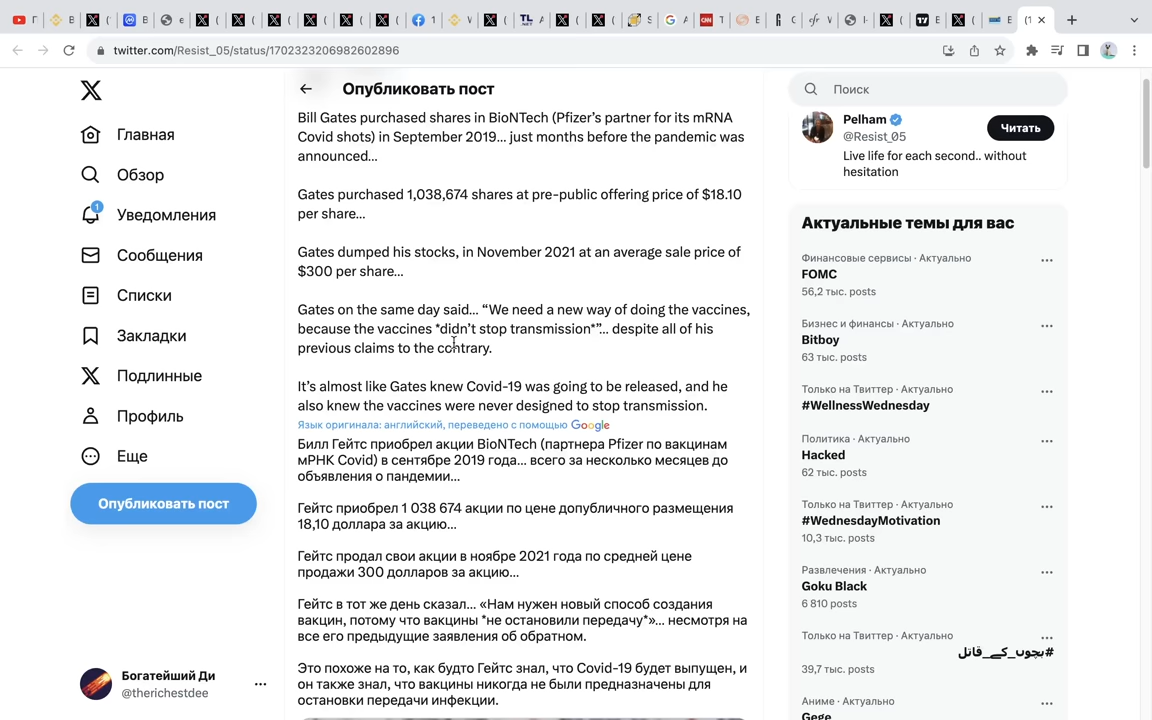 twitter.com/Resist_05/status/1702323206982602896
Главная
Обзор
1
Уведомления
Сообщения
Списки
Закладки
Подлинные
Профиль
Еще
Опубликовать пост
Богатейший Ди
@therichestdee
Опубликовать пост
Bill Gates purchased shares in BioNTech (Pfizer’s partner for its mRNA
Covid shots) in September 2019... just months before the pandemic was
announced...
Gates purchased 1,038,674 shares at pre-public offering price of $18.10
per share...
Gates dumped his stocks, in November 2021 at an average sale price of
$300 per share...
Gates on the same day said... “We need a new way of doing the vaccines,
because the vaccines *didn’t stop transmission*”... despite all of his
previous claims to the contrary.
It’s almost like Gates knew Covid-19 was going to be released, and he
also knew the vaccines were never designed to stop transmission.
Язык оригинала: английский, переведено с помощью Google
Билл Гейтс приобрел акции BioNTech (партнера Pfizer по вакцинам
мРНК Covid) в сентябре 2019 года... всего за несколько месяцев до
объявления о пандемии...
Гейтс приобрел 1 038 674 акции по цене допубличного размещения
18,10 доллара за акцию...
Гейтс продал свои акции в ноябре 2021 года по средней цене
продажи 300 долларов за акцию...
Гейтс в тот же день сказал... «Нам нужен новый способ создания
вакцин, потому что вакцины *не остановили передачу*»... несмотря на
все его предыдущие заявления об обратном.
Это похоже на то, как будто Гейтс знал, что Covid-19 будет выпущен, и
он также знал, что вакцины никогда не были предназначены для
остановки передачи инфекции.
Поиск
Pelham
@Resist_05
Читать
Live life for each second.. without
hesitation
Актуальные темы для вас
Финансовые сервисы · Актуально
FOMC
56,2 тыс. posts
Бизнес и финансы · Актуально
Bitboy
63 тыс. posts
Только на Твиттер · Актуально
#WellnessWednesday
Политика · Актуально
Hacked
62 тыс. posts
Только на Твиттер · Актуально
#WednesdayMotivation
10,3 тыс. posts
Развлечения · Актуально
Goku Black
6 810 posts
Только на Твиттер · Актуально
#بچوں_کے_قاتل
39,7 тыс. posts
Аниме · Актуально
Gege